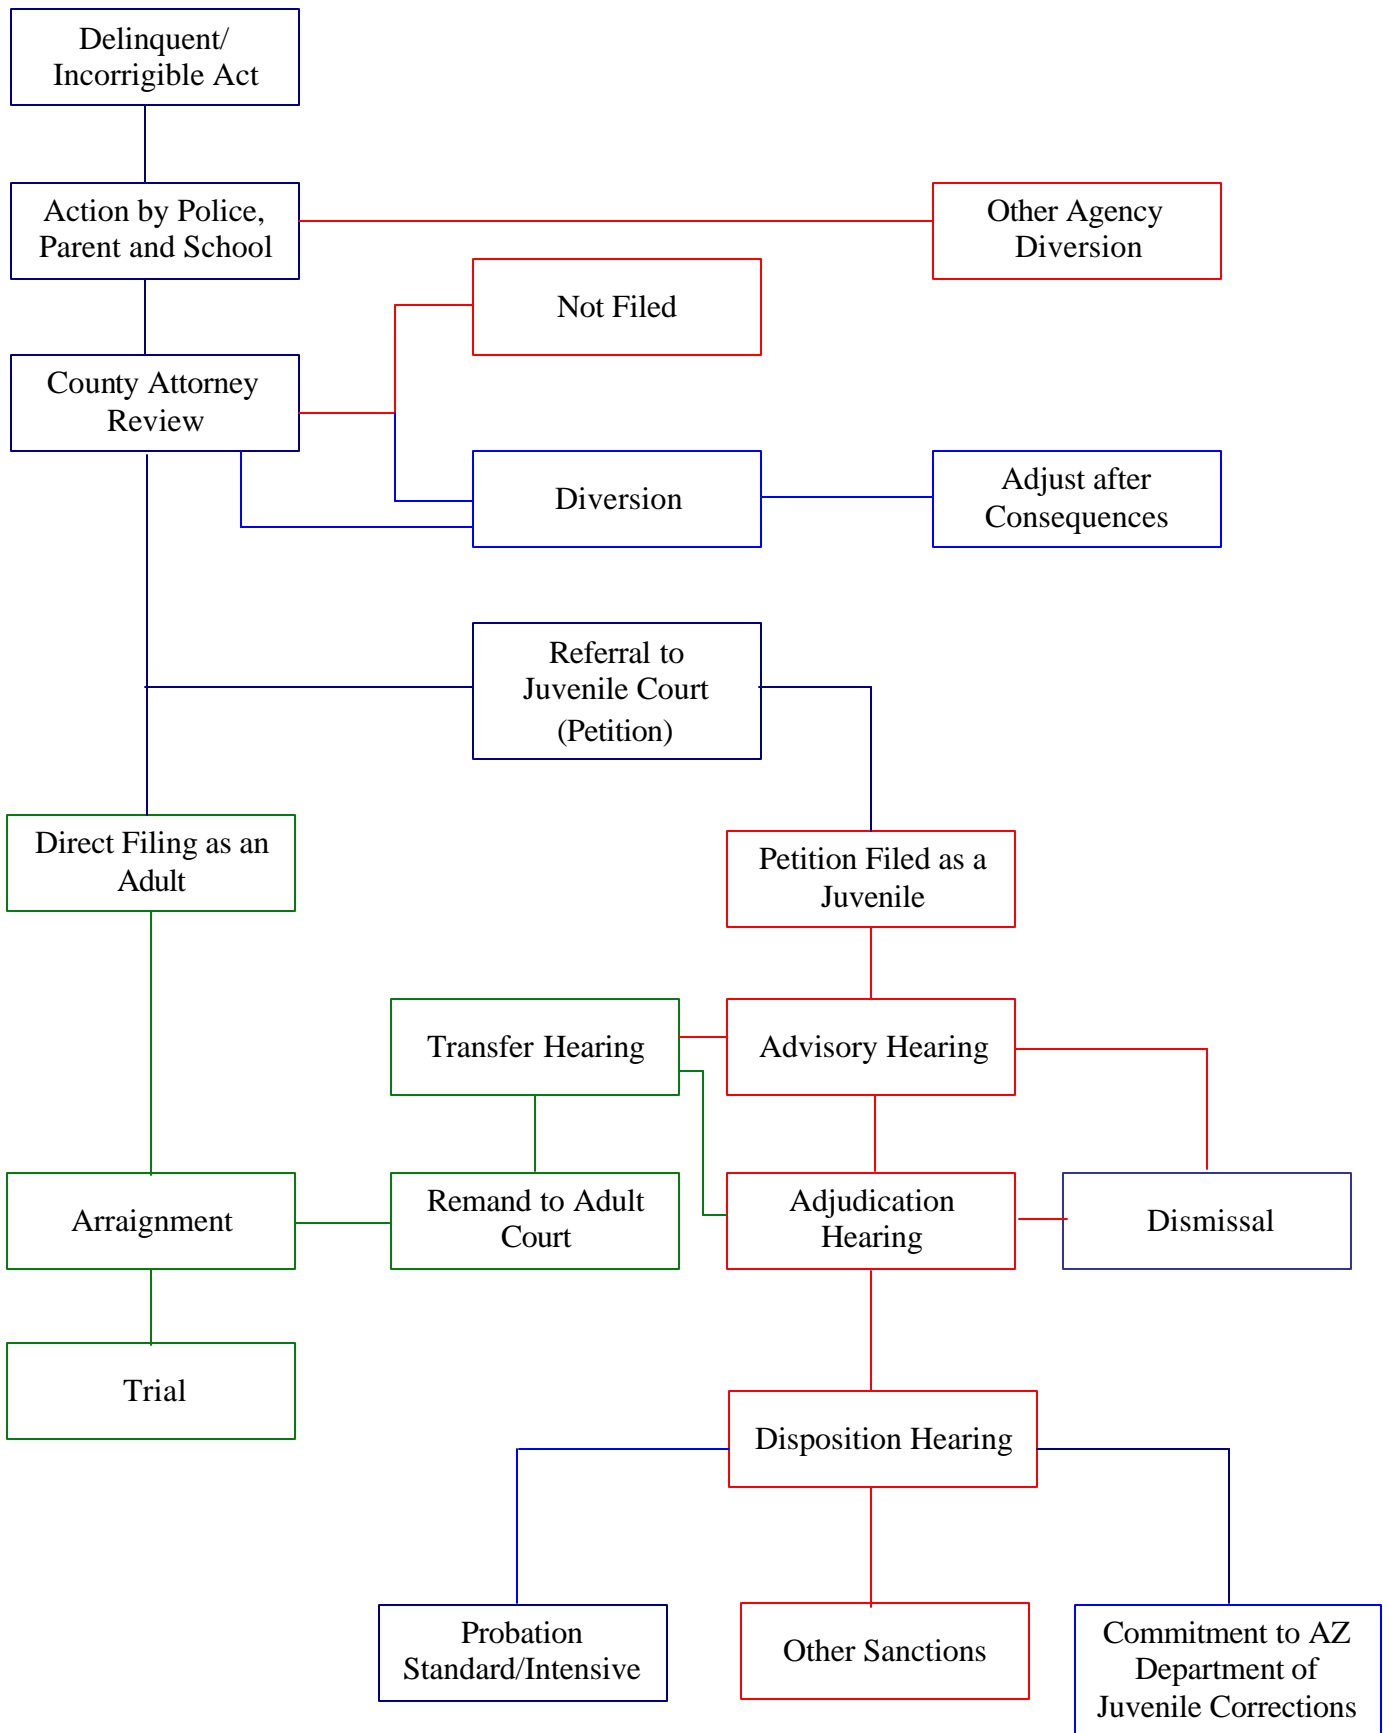 Delinquent/
Incorrigible Act
Action by Police,
Parent and School
Other Agency
Diversion
Not Filed
County Attorney
Review
Diversion
Adjust after
Consequences
Referral to
Juvenile Court
(Petition)
Direct Filing as an
Adult
Petition Filed as a
Juvenile
Transfer Hearing
Advisory Hearing
Arraignment
Remand to Adult
Court
Adjudication
Hearing
Dismissal
Trial
Disposition Hearing
Probation
Standard/Intensive
Other Sanctions
Commitment to AZ
Department of
Juvenile Corrections